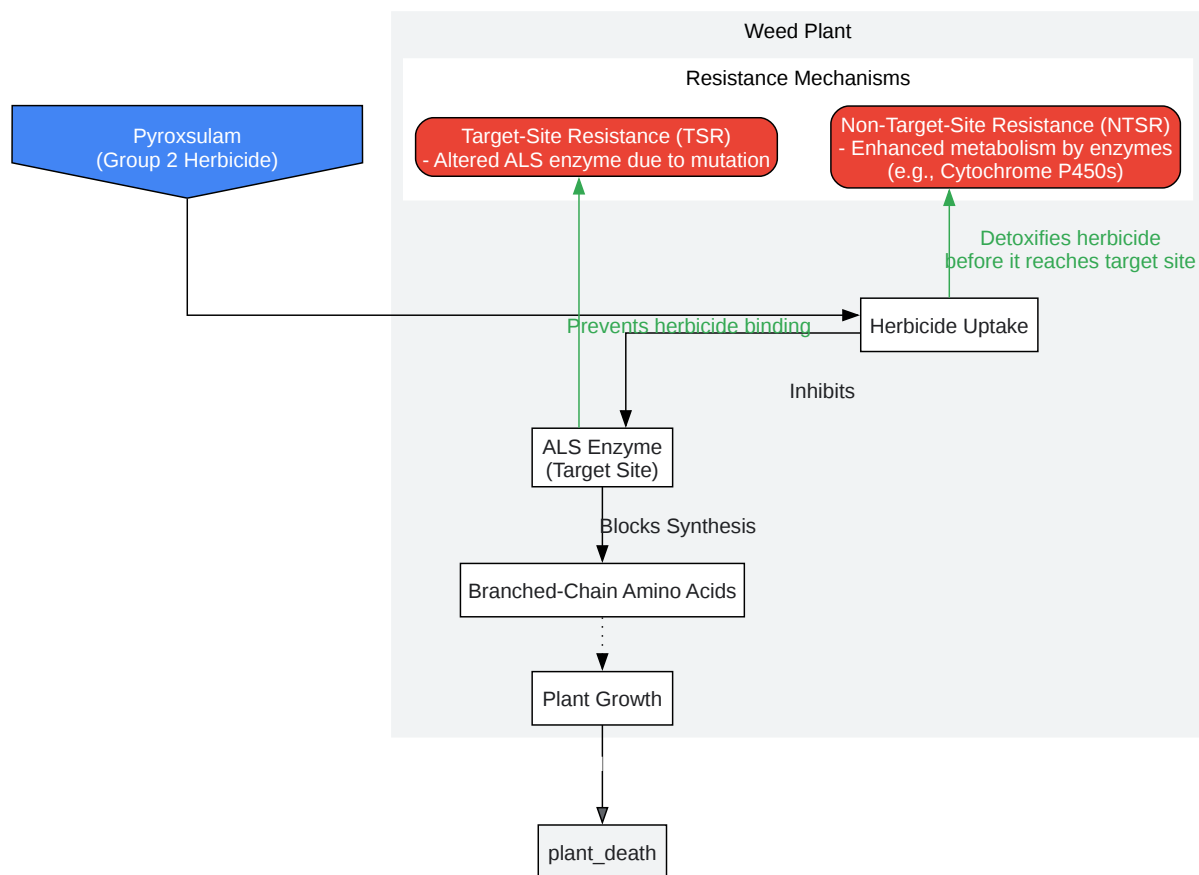 Weed Plant
Resistance Mechanisms
Pyroxsulam
(Group 2 Herbicide)
Target-Site Resistance (TSR)
- Altered ALS enzyme due to mutation
Non-Target-Site Resistance (NTSR)
- Enhanced metabolism by enzymes
(e.g., Cytochrome P450s)
Detoxifies herbicide
before it reaches target site
Prevents herbicide binding
Herbicide Uptake
Inhibits
ALS Enzyme
(Target Site)
Blocks Synthesis
Branched-Chain Amino Acids
Plant Growth
plant_death